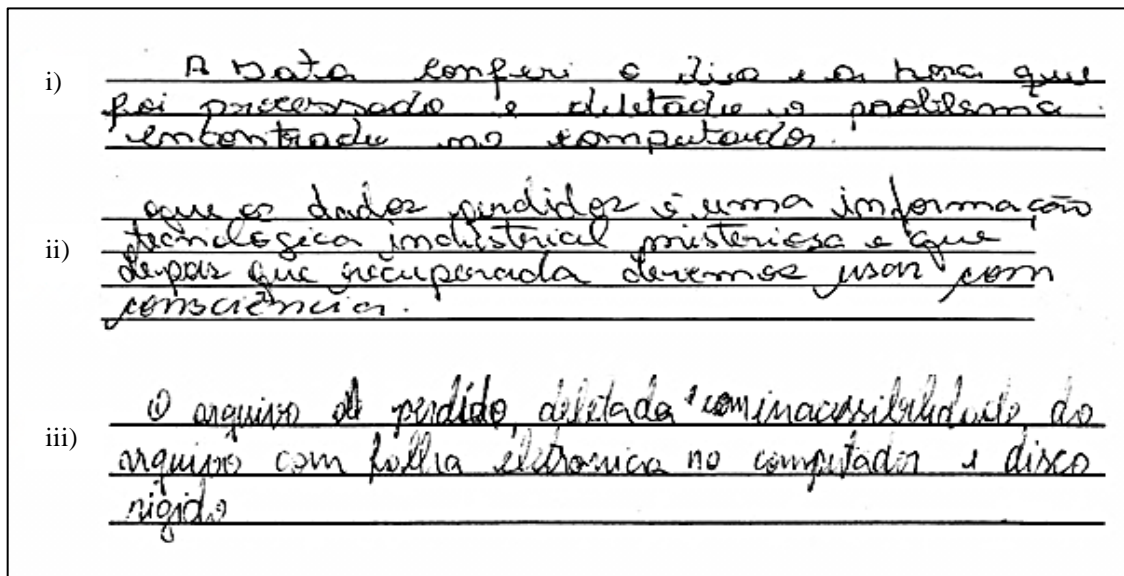 i)
A Data conferi o dia e a hora que
foi processado e deletado o problema
encontrado no computador.
ii)
oque os dados perdidos é uma informação
tecnologica industerial misteriosa e que
depois que recuperada devemos usar com
consciência.
iii)
O arquivo de perdido, deletada com inacessibilidade do
arquivo com folha eletronica no computador e disco
rigido